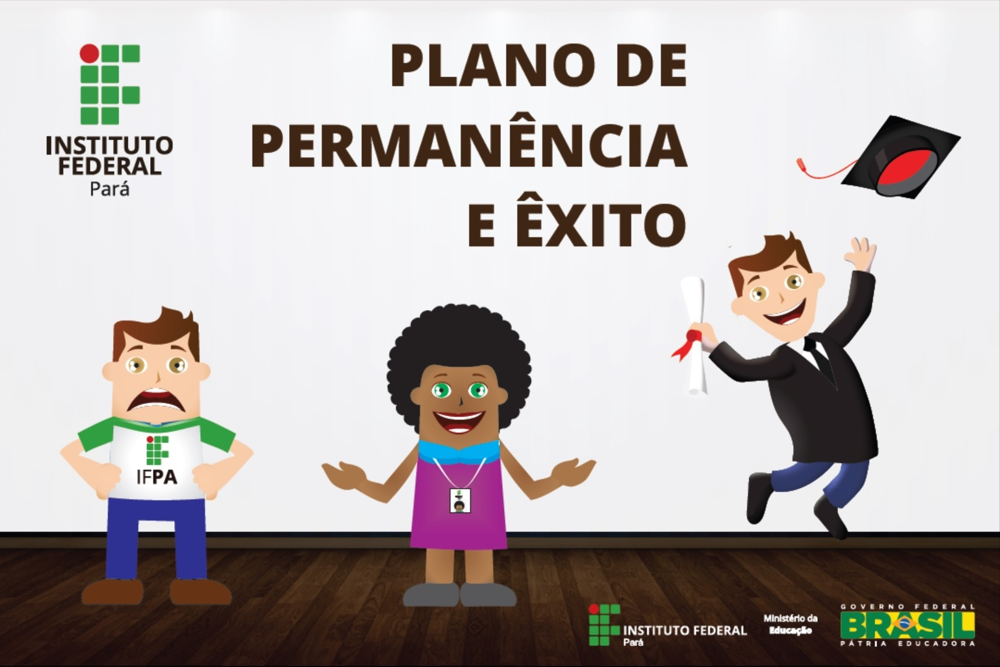 INSTITUTO
FEDERAL
Pará
PLANO DE
PERMANÊNCIA
E ÊXITO
IFPA
INSTITUTO FEDERAL
Pará
Ministério da
Educação
GOVERNO FEDERAL
BRASIL
PÁTRIA EDUCADORA